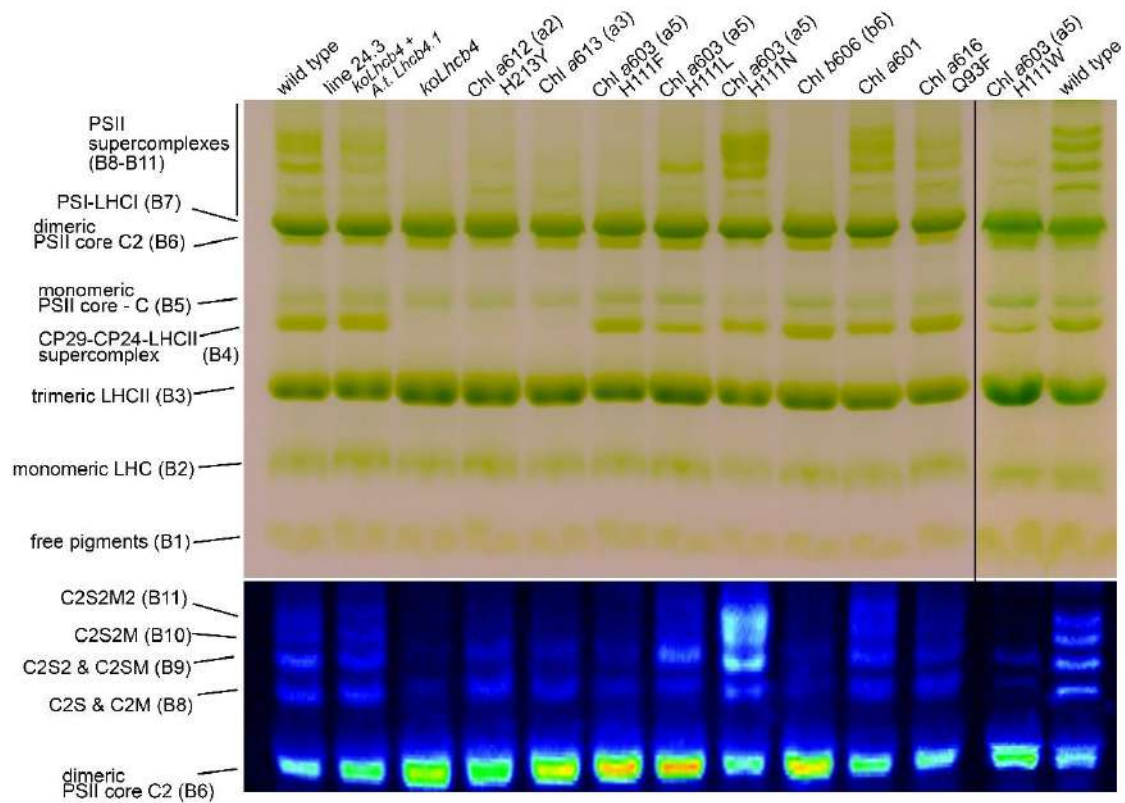 wild type
line 24.3
koLhcb4 +
A.t. Lhcb4.1
koLhcb4
Chl a612 (a2)
H213Y
Chl a613 (a3)
Chl a603 (a5)
H111F
Chl a603 (a5)
H111L
Chl a603 (a5)
H111N
Chl b606 (b6)
Chl a601
Chl a616
Q93F
Chl a603 (a5)
H111W
wild type
PSII
supercomplexes
(B8-B11)
PSI-LHCI (B7)
dimeric
PSII core C2 (B6)
monomeric
PSII core - C (B5)
CP29-CP24-LHCII
supercomplex (B4)
trimeric LHCII (B3)
monomeric LHC (B2)
free pigments (B1)
C2S2M2 (B11)
C2S2M (B10)
C2S2 & C2SM (B9)
C2S & C2M (B8)
dimeric
PSII core C2 (B6)